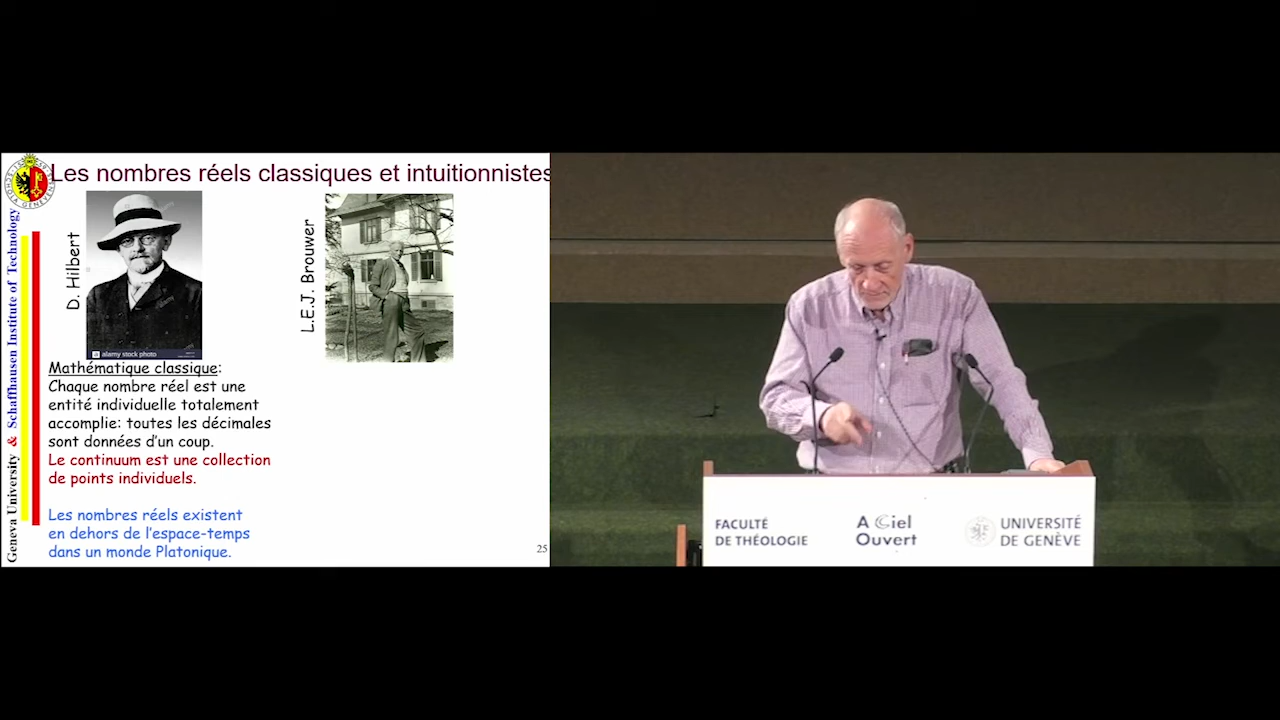 Les nombres réels classiques et intuitionnistes
D. Hilbert
L.E.J. Brouwer
alamy stock photo
Mathématique classique:
Chaque nombre réel est une
entité individuelle totalement
accomplie: toutes les décimales
sont données d'un coup.
Le continuum est une collection
de points individuels.
Les nombres réels existent
en dehors de l'espace-temps
dans un monde Platonique.
25
Geneva University & Schaffhausen Institute of Technology
FACULTÉ
DE THÉOLOGIE
A Ciel
Ouvert
UNIVERSITÉ
DE GENÈVE